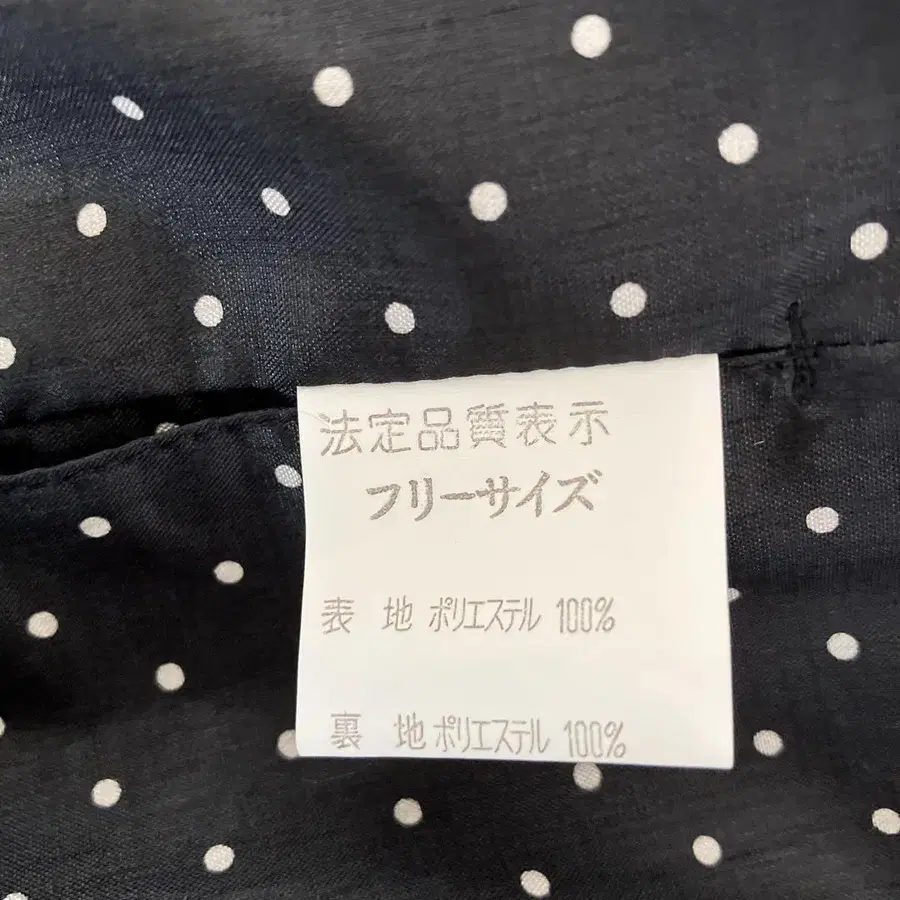 法定品質表示
フリーサイズ
表 地 ポリエステル 100%
裏 地 ポリエステル 100%